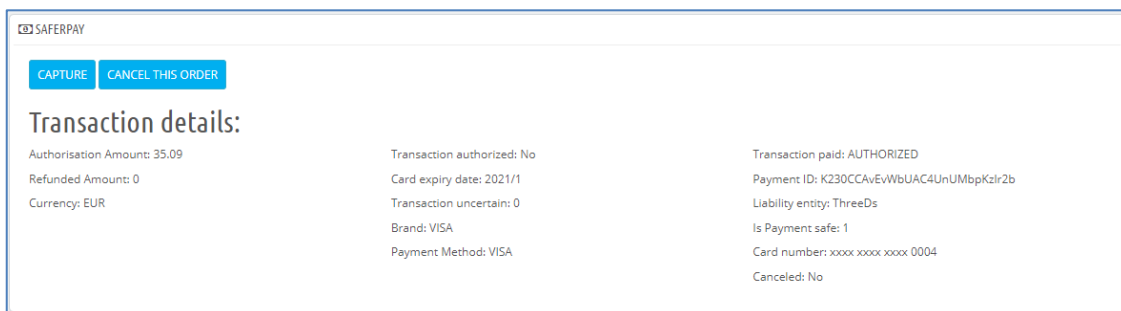 SAFERPAY
CAPTURE CANCEL THIS ORDER
Transaction details:
Authorisation Amount: 35.09
Refunded Amount: 0
Currency: EUR
Transaction authorized: No
Card expiry date: 2021/1
Transaction uncertain: 0
Brand: VISA
Payment Method: VISA
Transaction paid: AUTHORIZED
Payment ID: K230CCAvEvWbUAC4UnUMbpKzlr2b
Liability entity: ThreeDs
Is Payment safe: 1
Card number: xxxx xxxx xxxx 0004
Canceled: No